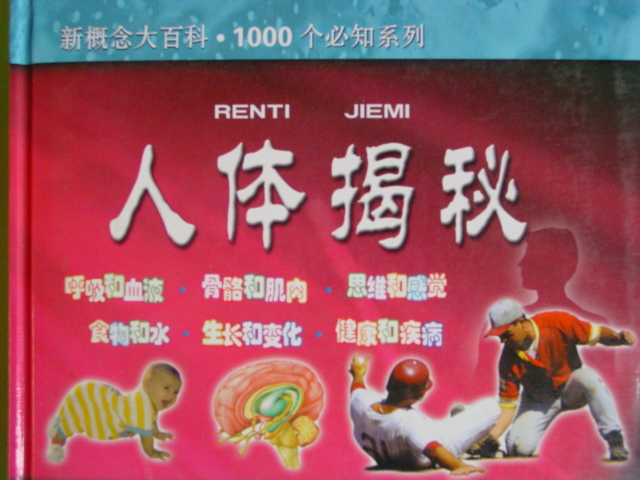 新概念大百科·1000个必知系列
RENTI JIEMI
人体揭秘
呼吸和血液·骨骼和肌肉·思维和感觉
食物和水·生长和变化·健康和疾病